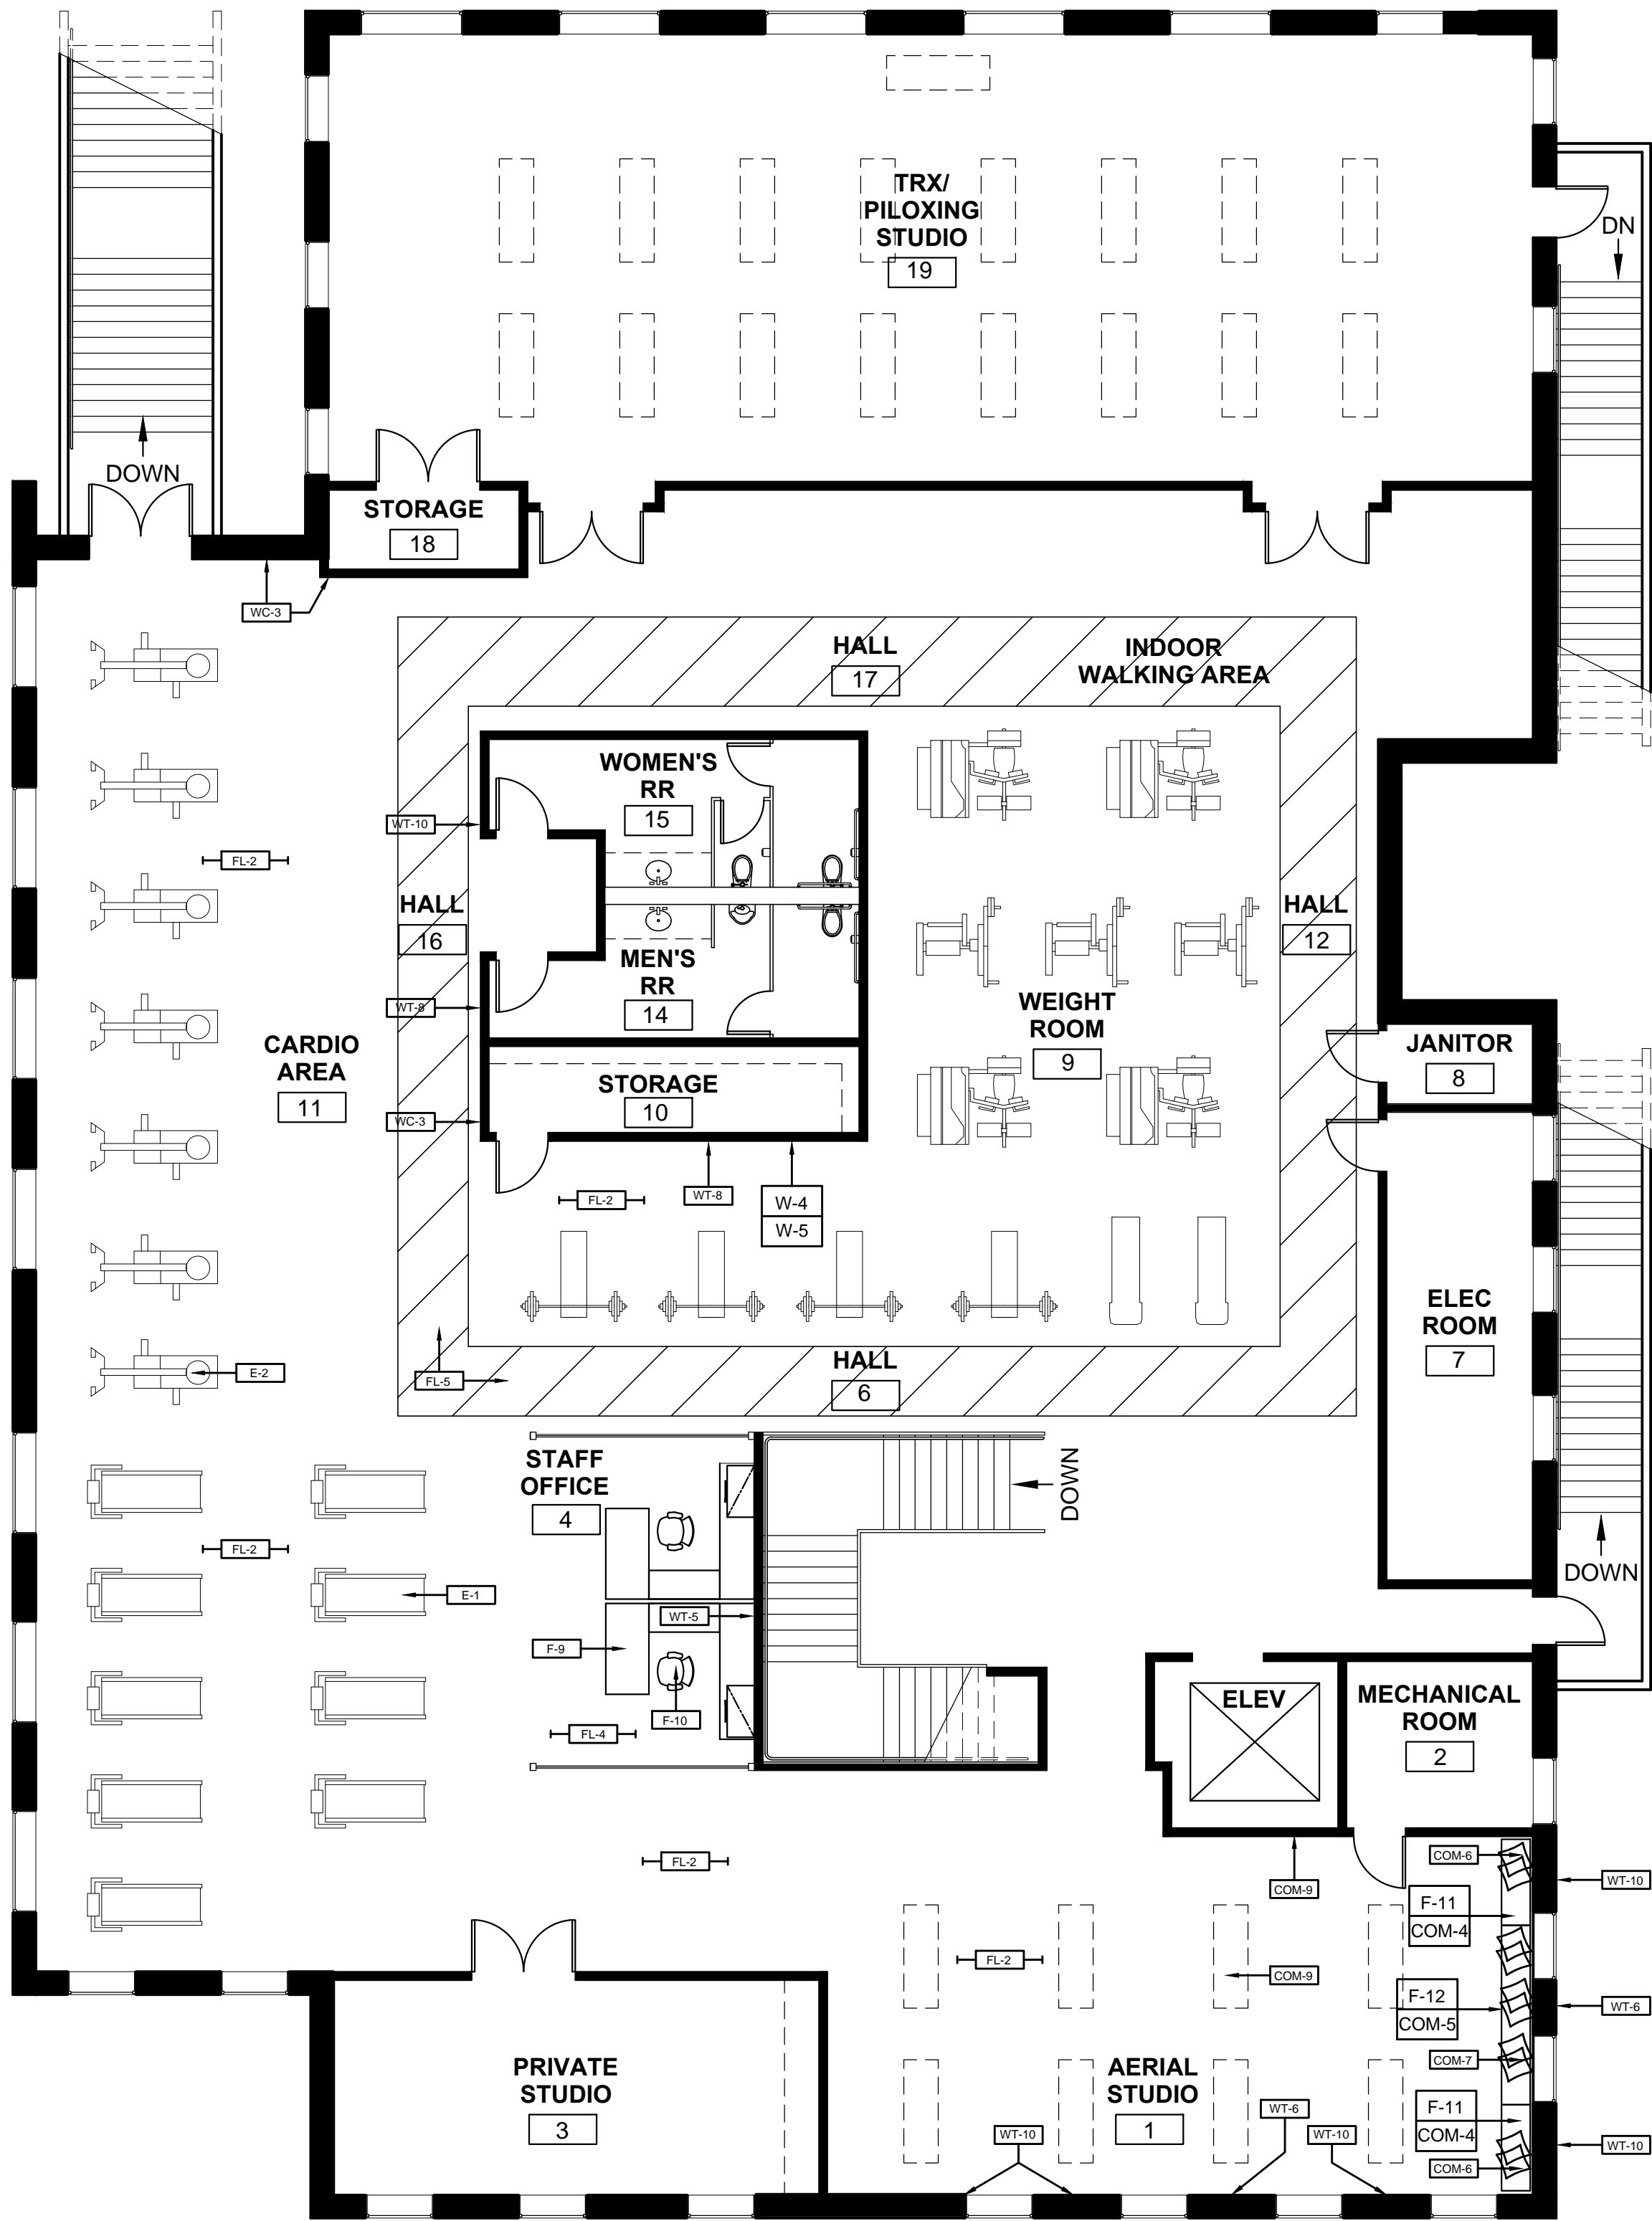 TRX/
PILOXING
STUDIO
19
DN
DOWN
STORAGE
18
WC-3
HALL
17
INDOOR
WALKING AREA
WOMEN'S
RR
15
WT-10
FL-2
HALL
16
HALL
12
MEN'S
RR
14
WT-8
WEIGHT
ROOM
9
CARDIO
AREA
11
JANITOR
8
STORAGE
10
WC-3
WT-8
FL-2
W-4
W-5
ELEC
ROOM
7
HALL
6
E-2
FL-5
STAFF
OFFICE
4
DOWN
FL-2
DOWN
E-1
WT-5
F-9
F-10
FL-4
ELEV
MECHANICAL
ROOM
2
FL-2
COM-6
WT-10
COM-9
F-11
COM-4
FL-2
COM-9
F-12
COM-5
WT-6
COM-7
PRIVATE
STUDIO
3
AERIAL
STUDIO
1
WT-6
F-11
COM-4
WT-10
WT-10
WT-10
COM-6